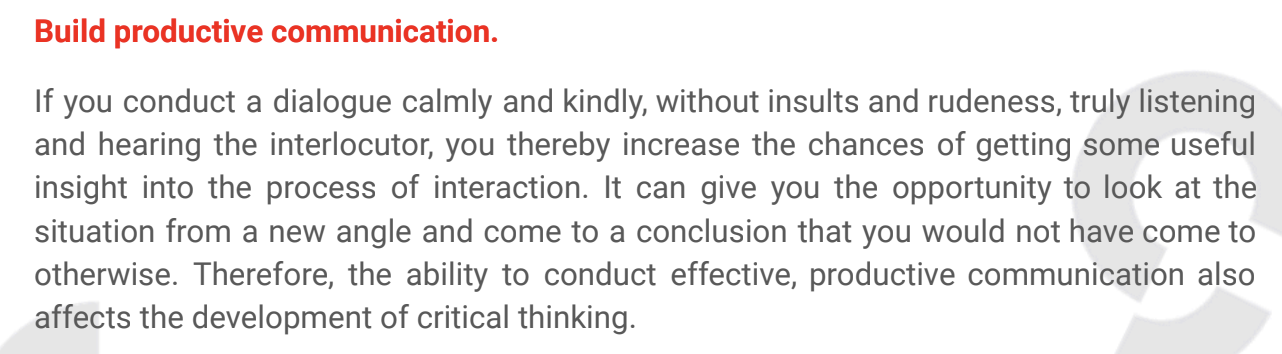 Build productive communication.
If you conduct a dialogue calmly and kindly, without insults and rudeness, truly listening
and hearing the interlocutor, you thereby increase the chances of getting some useful
insight into the process of interaction. It can give you the opportunity to look at the
situation from a new angle and come to a conclusion that you would not have come to
otherwise. Therefore, the ability to conduct effective, productive communication also
affects the development of critical thinking.